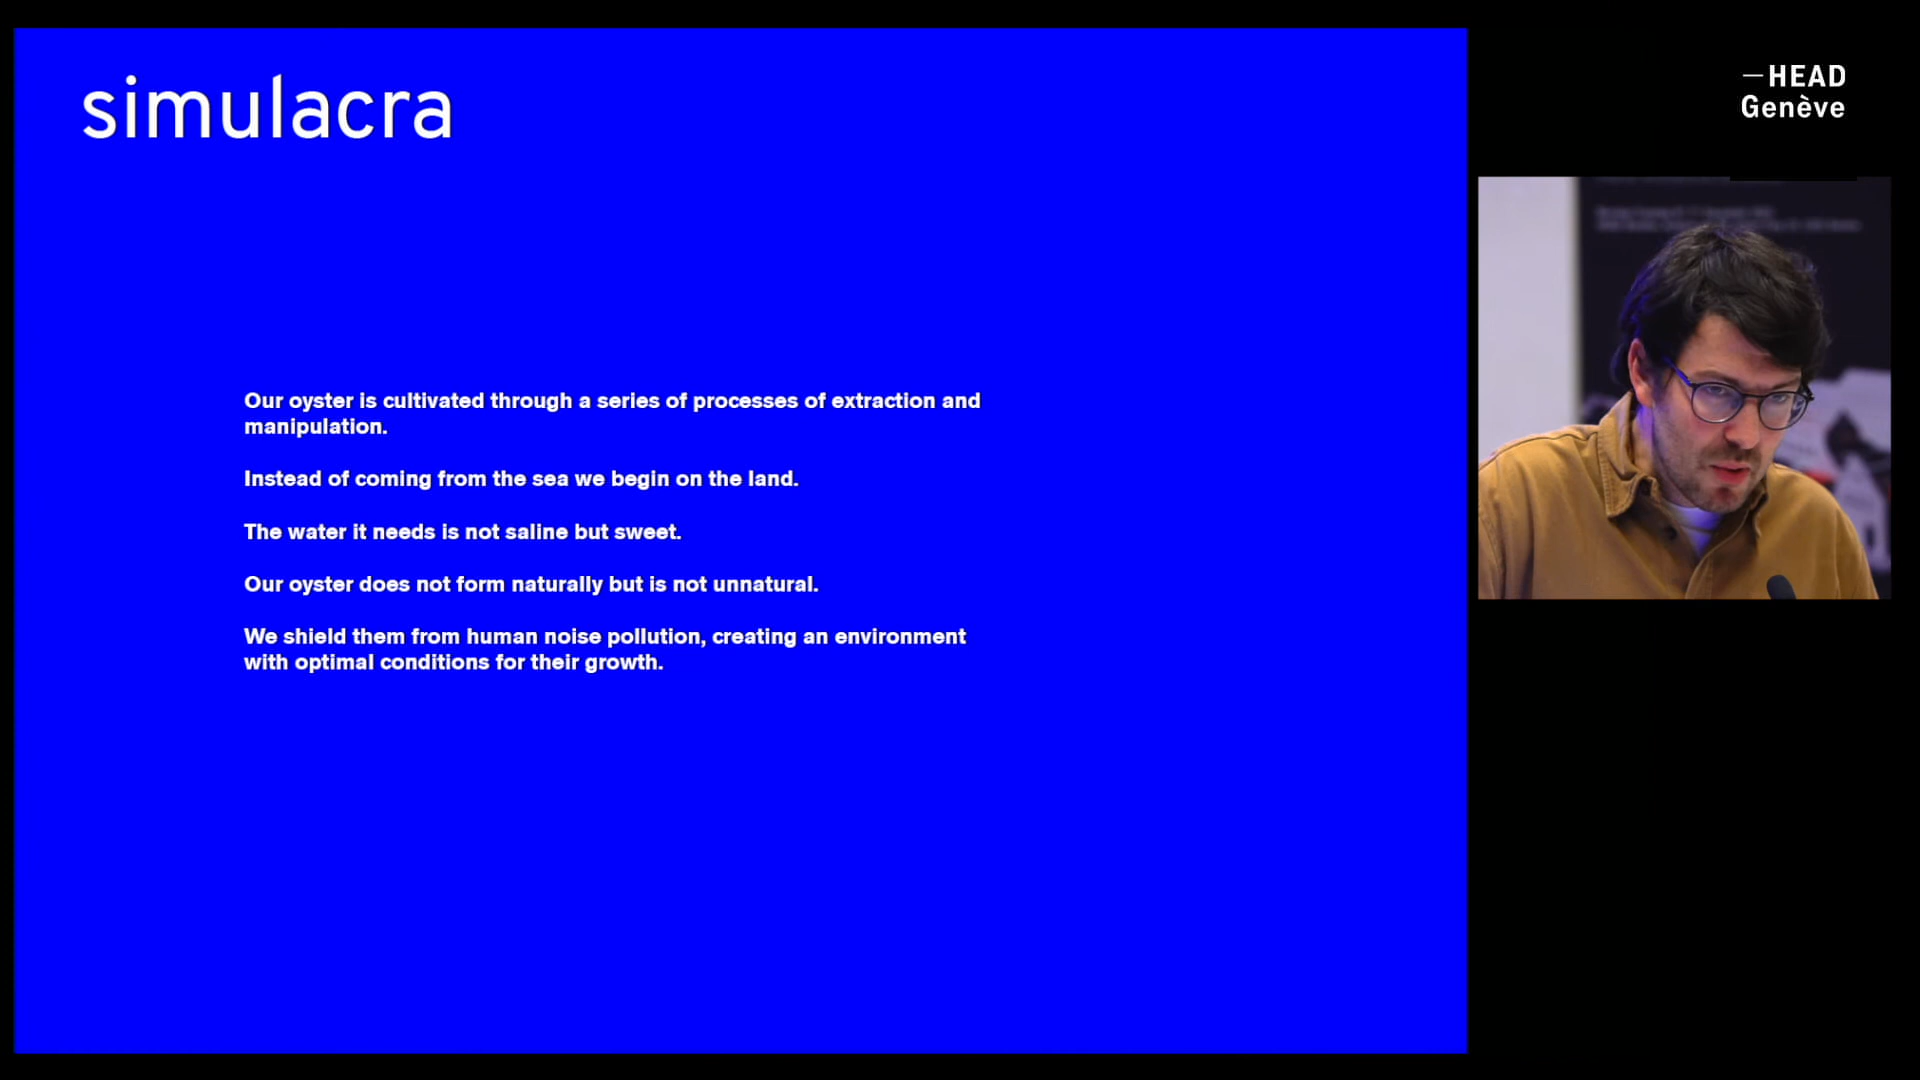 simulacra
Our oyster is cultivated through a series of processes of extraction and
manipulation.
Instead of coming from the sea we begin on the land.
The water it needs is not saline but sweet.
Our oyster does not form naturally but is not unnatural.
We shield them from human noise pollution, creating an environment
with optimal conditions for their growth.
—HEAD
Genève